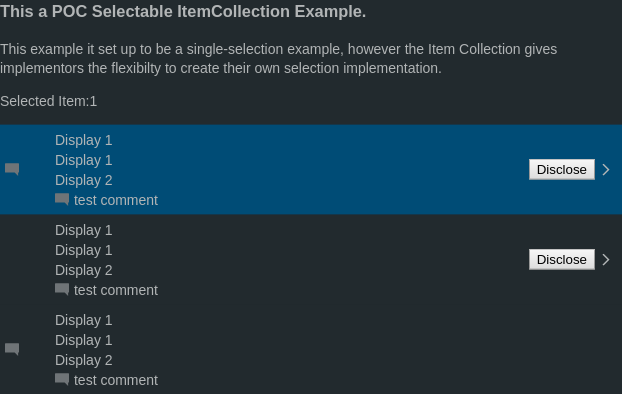 This a POC Selectable ItemCollection Example.
This example it set up to be a single-selection example, however the Item Collection gives
implementors the flexibilty to create their own selection implementation.
Selected Item:1
Display 1
Display 1
Disclose
Display 2
test comment
Display 1
Display 1
Disclose
Display 2
test comment
Display 1
Display 1
Display 2
test comment